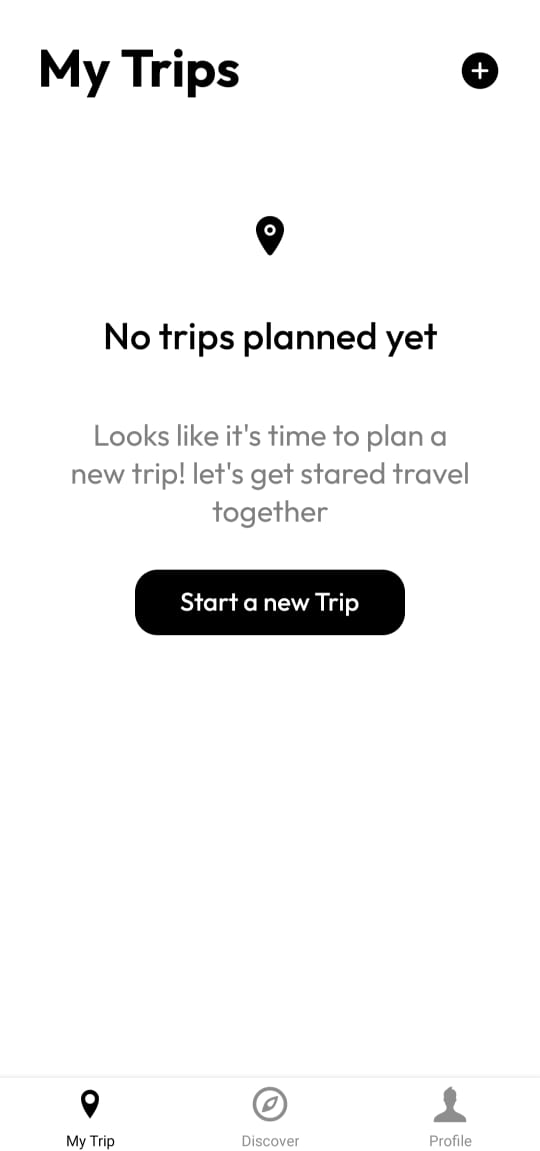 My Trips
No trips planned yet
Looks like it's time to plan a
new trip! let's get stared travel
together
Start a new Trip
My Trip
Discover
Profile